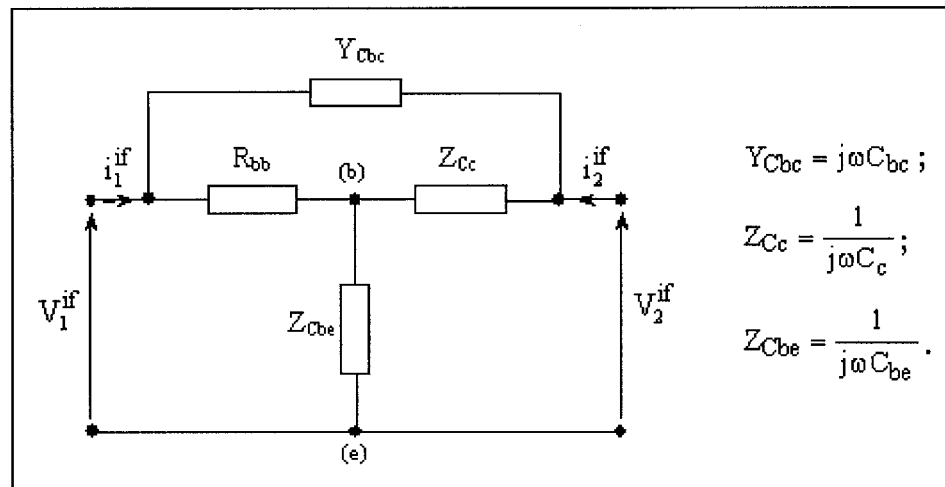 Y_Cbc
i_1^if
R_bb
(b)
Z_Cc
i_2^if
V_1^if
Z_Cbe
V_2^if
(e)
Y_Cbc = jωC_bc ;
Z_Cc = 1/(jωC_c) ;
Z_Cbe = 1/(jωC_be) .